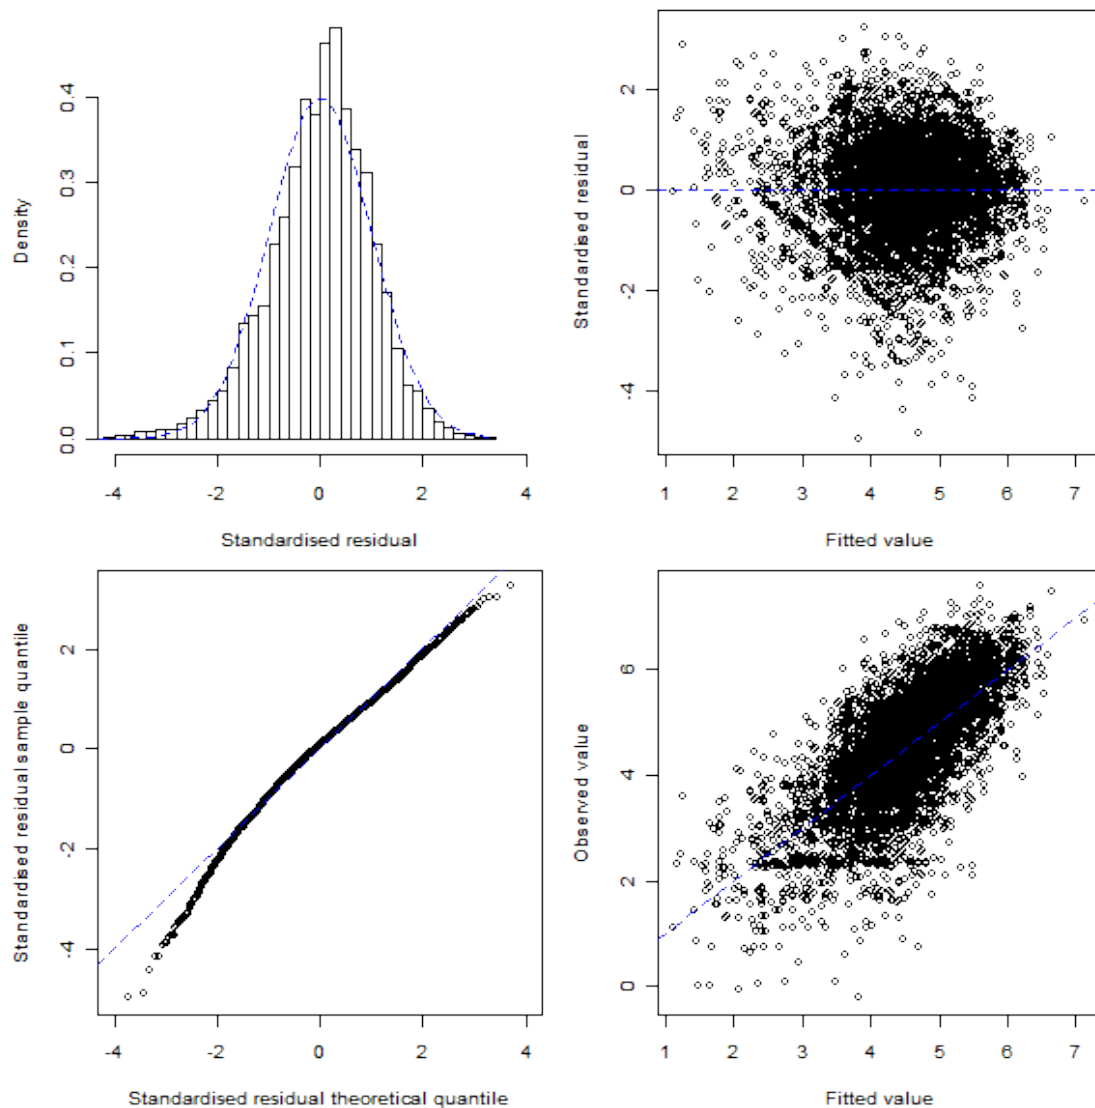 Density
0.0 0.1 0.2 0.3 0.4
-4 -2 0 2 4
Standardised residual
Standardised residual
-4 -2 0 2
1 2 3 4 5 6 7
Fitted value
Standardised residual sample quantile
-4 -2 0 2
-4 -2 0 2 4
Standardised residual theoretical quantile
Observed value
0 2 4 6
1 2 3 4 5 6 7
Fitted value